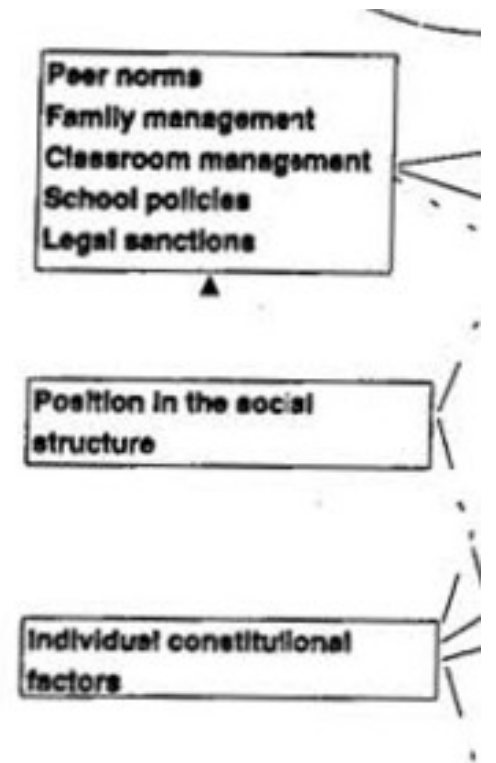 Peer norms
Family management
Classroom management
School policies
Legal sanctions
Position in the social
structure
Individual constitutional
factors